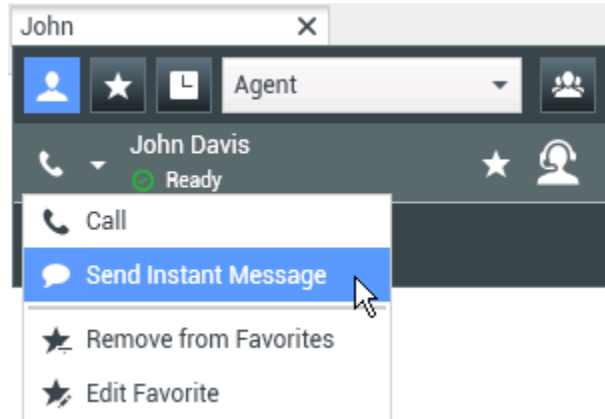 John
Agent
John Davis
Ready
Call
Send Instant Message
Remove from Favorites
Edit Favorite